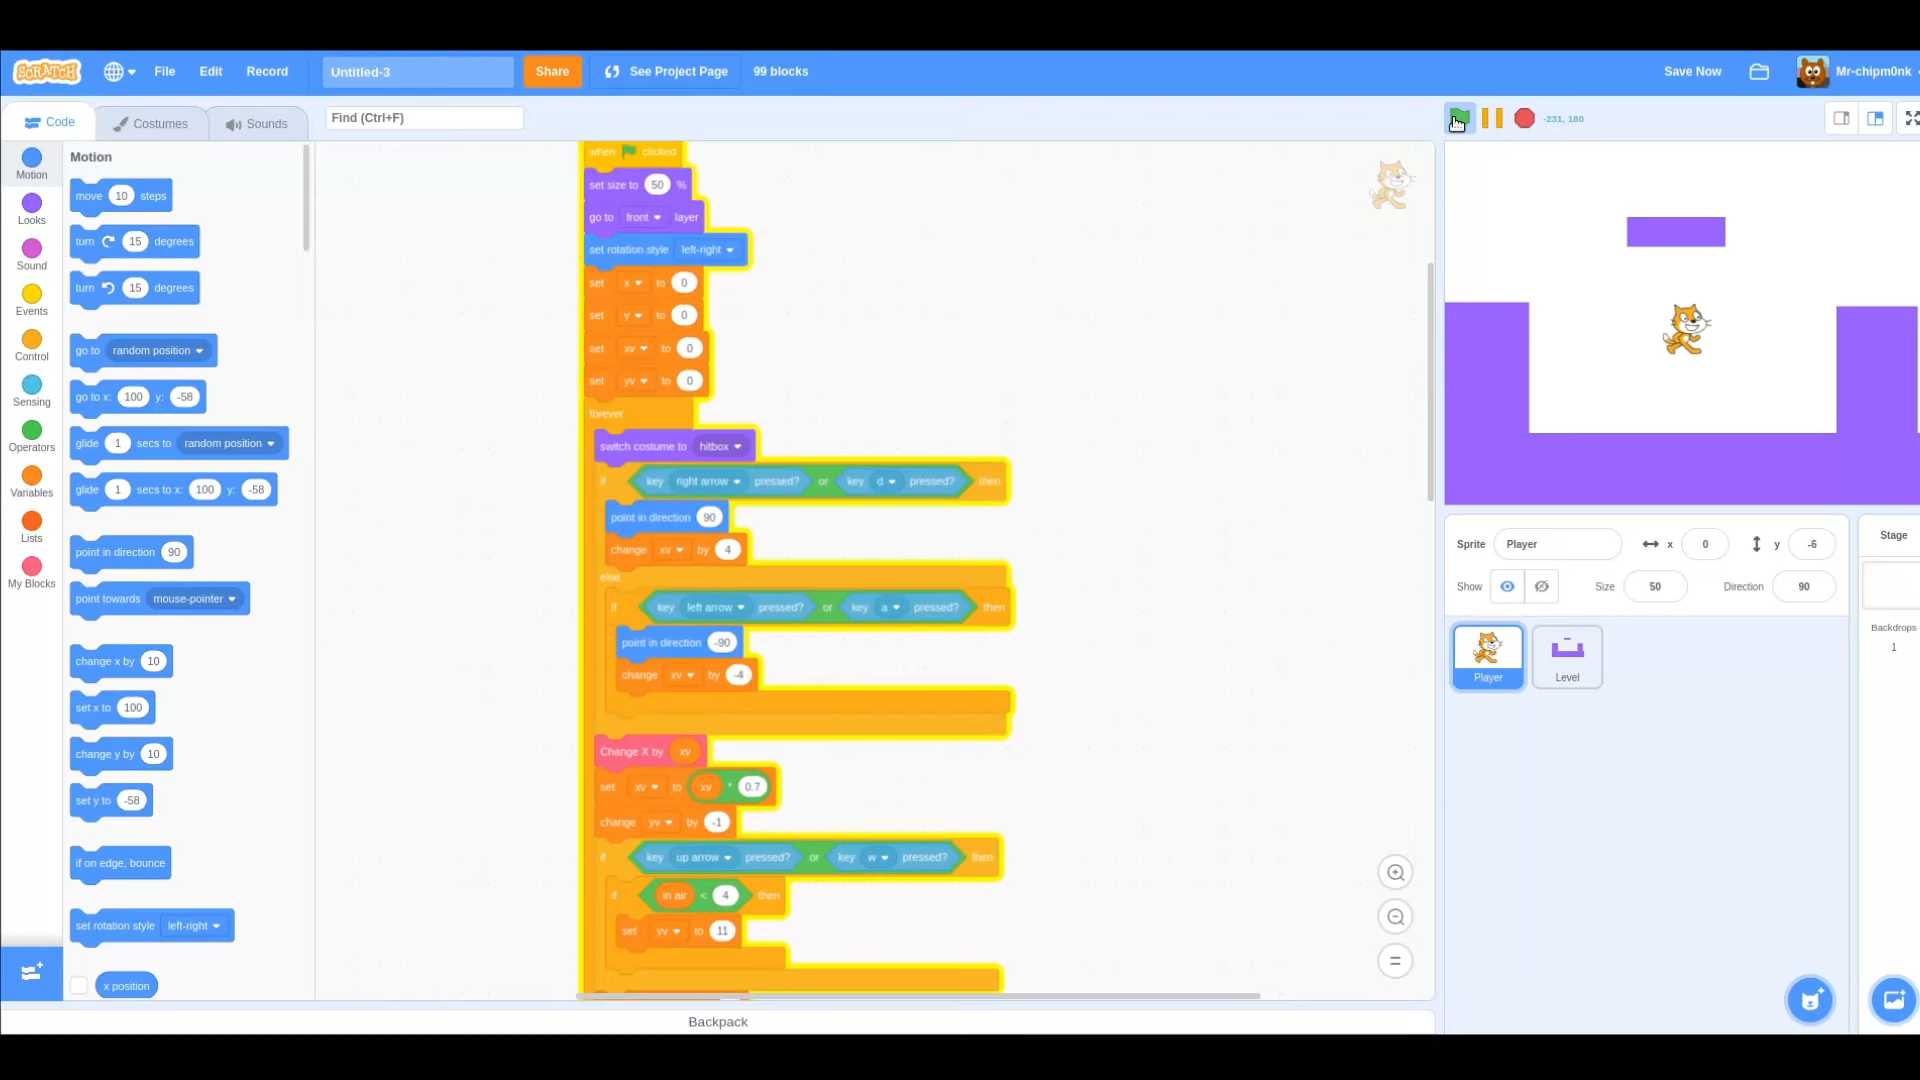 SCRATCH File Edit Record Untitled-3 Share See Project Page 99 blocks Save Now Mr-chipm0nk
Code Costumes Sounds Find (Ctrl+F) -231, 180
Motion
Looks
Sound
Events
Control
Sensing
Operators
Variables
Lists
My Blocks
Motion
move 10 steps
turn 15 degrees
turn 15 degrees
go to random position
go to x: 100 y: -58
glide 1 secs to random position
glide 1 secs to x: 100 y: -58
point in direction 90
point towards mouse-pointer
change x by 10
set x to 100
change y by 10
set y to -58
if on edge, bounce
set rotation style left-right
x position
when clicked
set size to 50 %
go to front layer
set rotation style left-right
set x to 0
set y to 0
set xv to 0
set yv to 0
forever
switch costume to hitbox
if key right arrow pressed? or key d pressed? then
point in direction 90
change xv by 4
else
if key left arrow pressed? or key a pressed? then
point in direction -90
change xv by -4
Change X by xv
set xv to xv * 0.7
change yv by -1
if key up arrow pressed? or key w pressed? then
if in air < 4 then
set yv to 11
Backpack
Sprite Player x 0 y -6
Show Size 50 Direction 90
Player Level
Stage
Backdrops
1